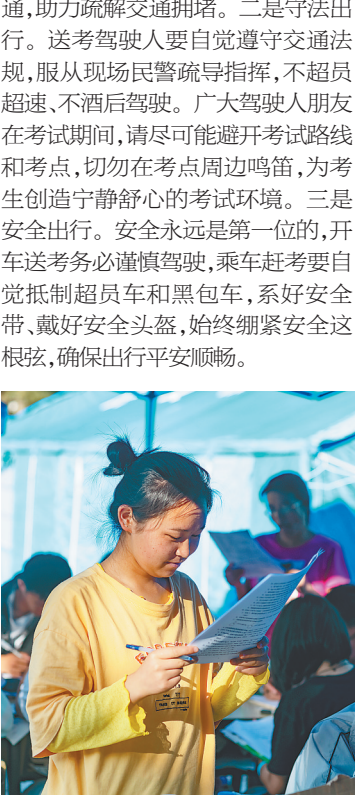 通,助力疏解交通拥堵。二是守法出
行。送考驾驶人要自觉遵守交通法
规,服从现场民警疏导指挥,不超员
超速、不酒后驾驶。广大驾驶人朋友
在考试期间,请尽可能避开考试路线
和考点,切勿在考点周边鸣笛,为考
生创造宁静舒心的考试环境。三是
安全出行。安全永远是第一位的,开
车送考务必谨慎驾驶,乘车赶考要自
觉抵制超员车和黑包车,系好安全
带、戴好安全头盔,始终绷紧安全这
根弦,确保出行平安顺畅。